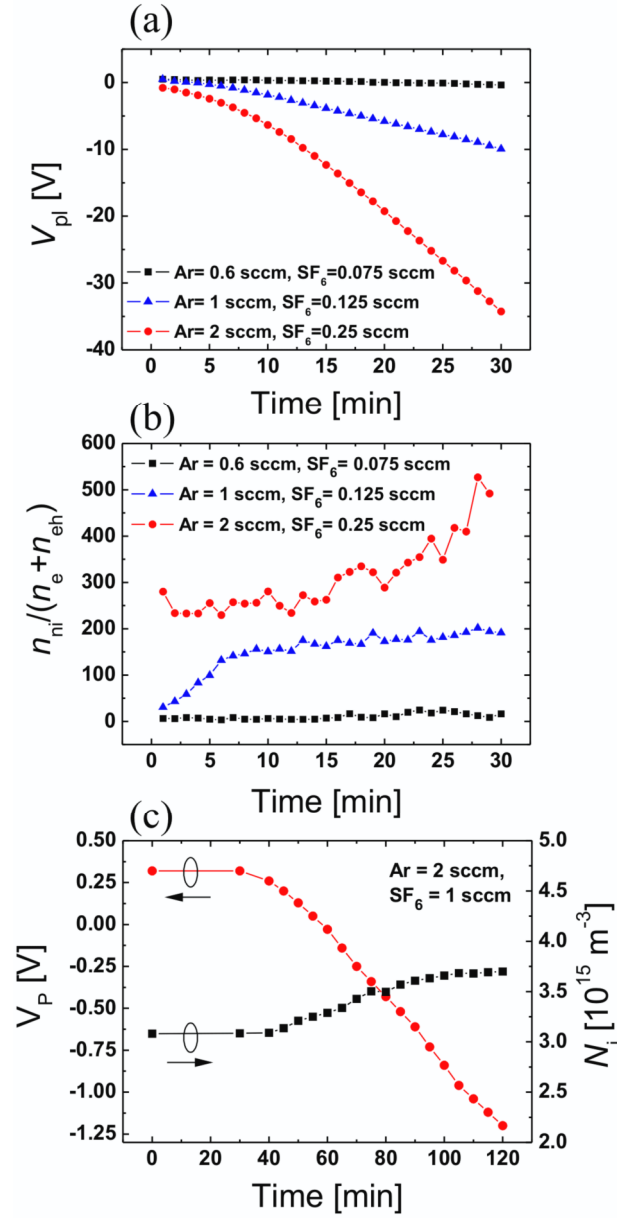 (a)
0
-10
-20
-30
-40
V_pl [V]
Ar= 0.6 sccm, SF₆=0.075 sccm
Ar= 1 sccm, SF₆=0.125 sccm
Ar= 2 sccm, SF₆=0.25 sccm
0 5 10 15 20 25 30
Time [min]
(b)
600
500
400
300
200
100
0
n_ni/(n_e+n_eh)
Ar = 0.6 sccm, SF₆= 0.075 sccm
Ar = 1 sccm, SF₆= 0.125 sccm
Ar = 2 sccm, SF₆= 0.25 sccm
0 5 10 15 20 25 30
Time [min]
(c)
0.50
0.25
0.00
-0.25
-0.50
-0.75
-1.00
-1.25
V_P [V]
Ar = 2 sccm,
SF₆ = 1 sccm
5.0
4.5
4.0
3.5
3.0
2.5
2.0
N_i [10¹⁵ m⁻³]
0 20 40 60 80 100 120
Time [min]